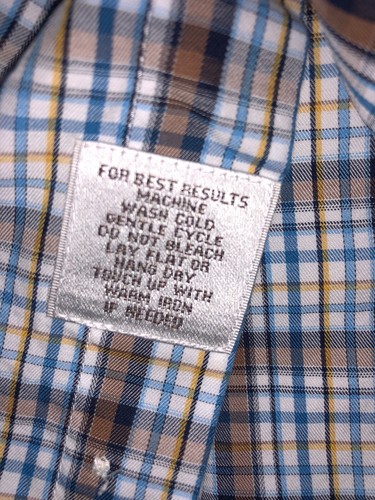 FOR BEST RESULTS
MACHINE
WASH COLD
GENTLE CYCLE
DO NOT BLEACH
LAY FLAT OR
HANG DRY
TOUCH UP WITH
WARM IRON
IF NEEDED